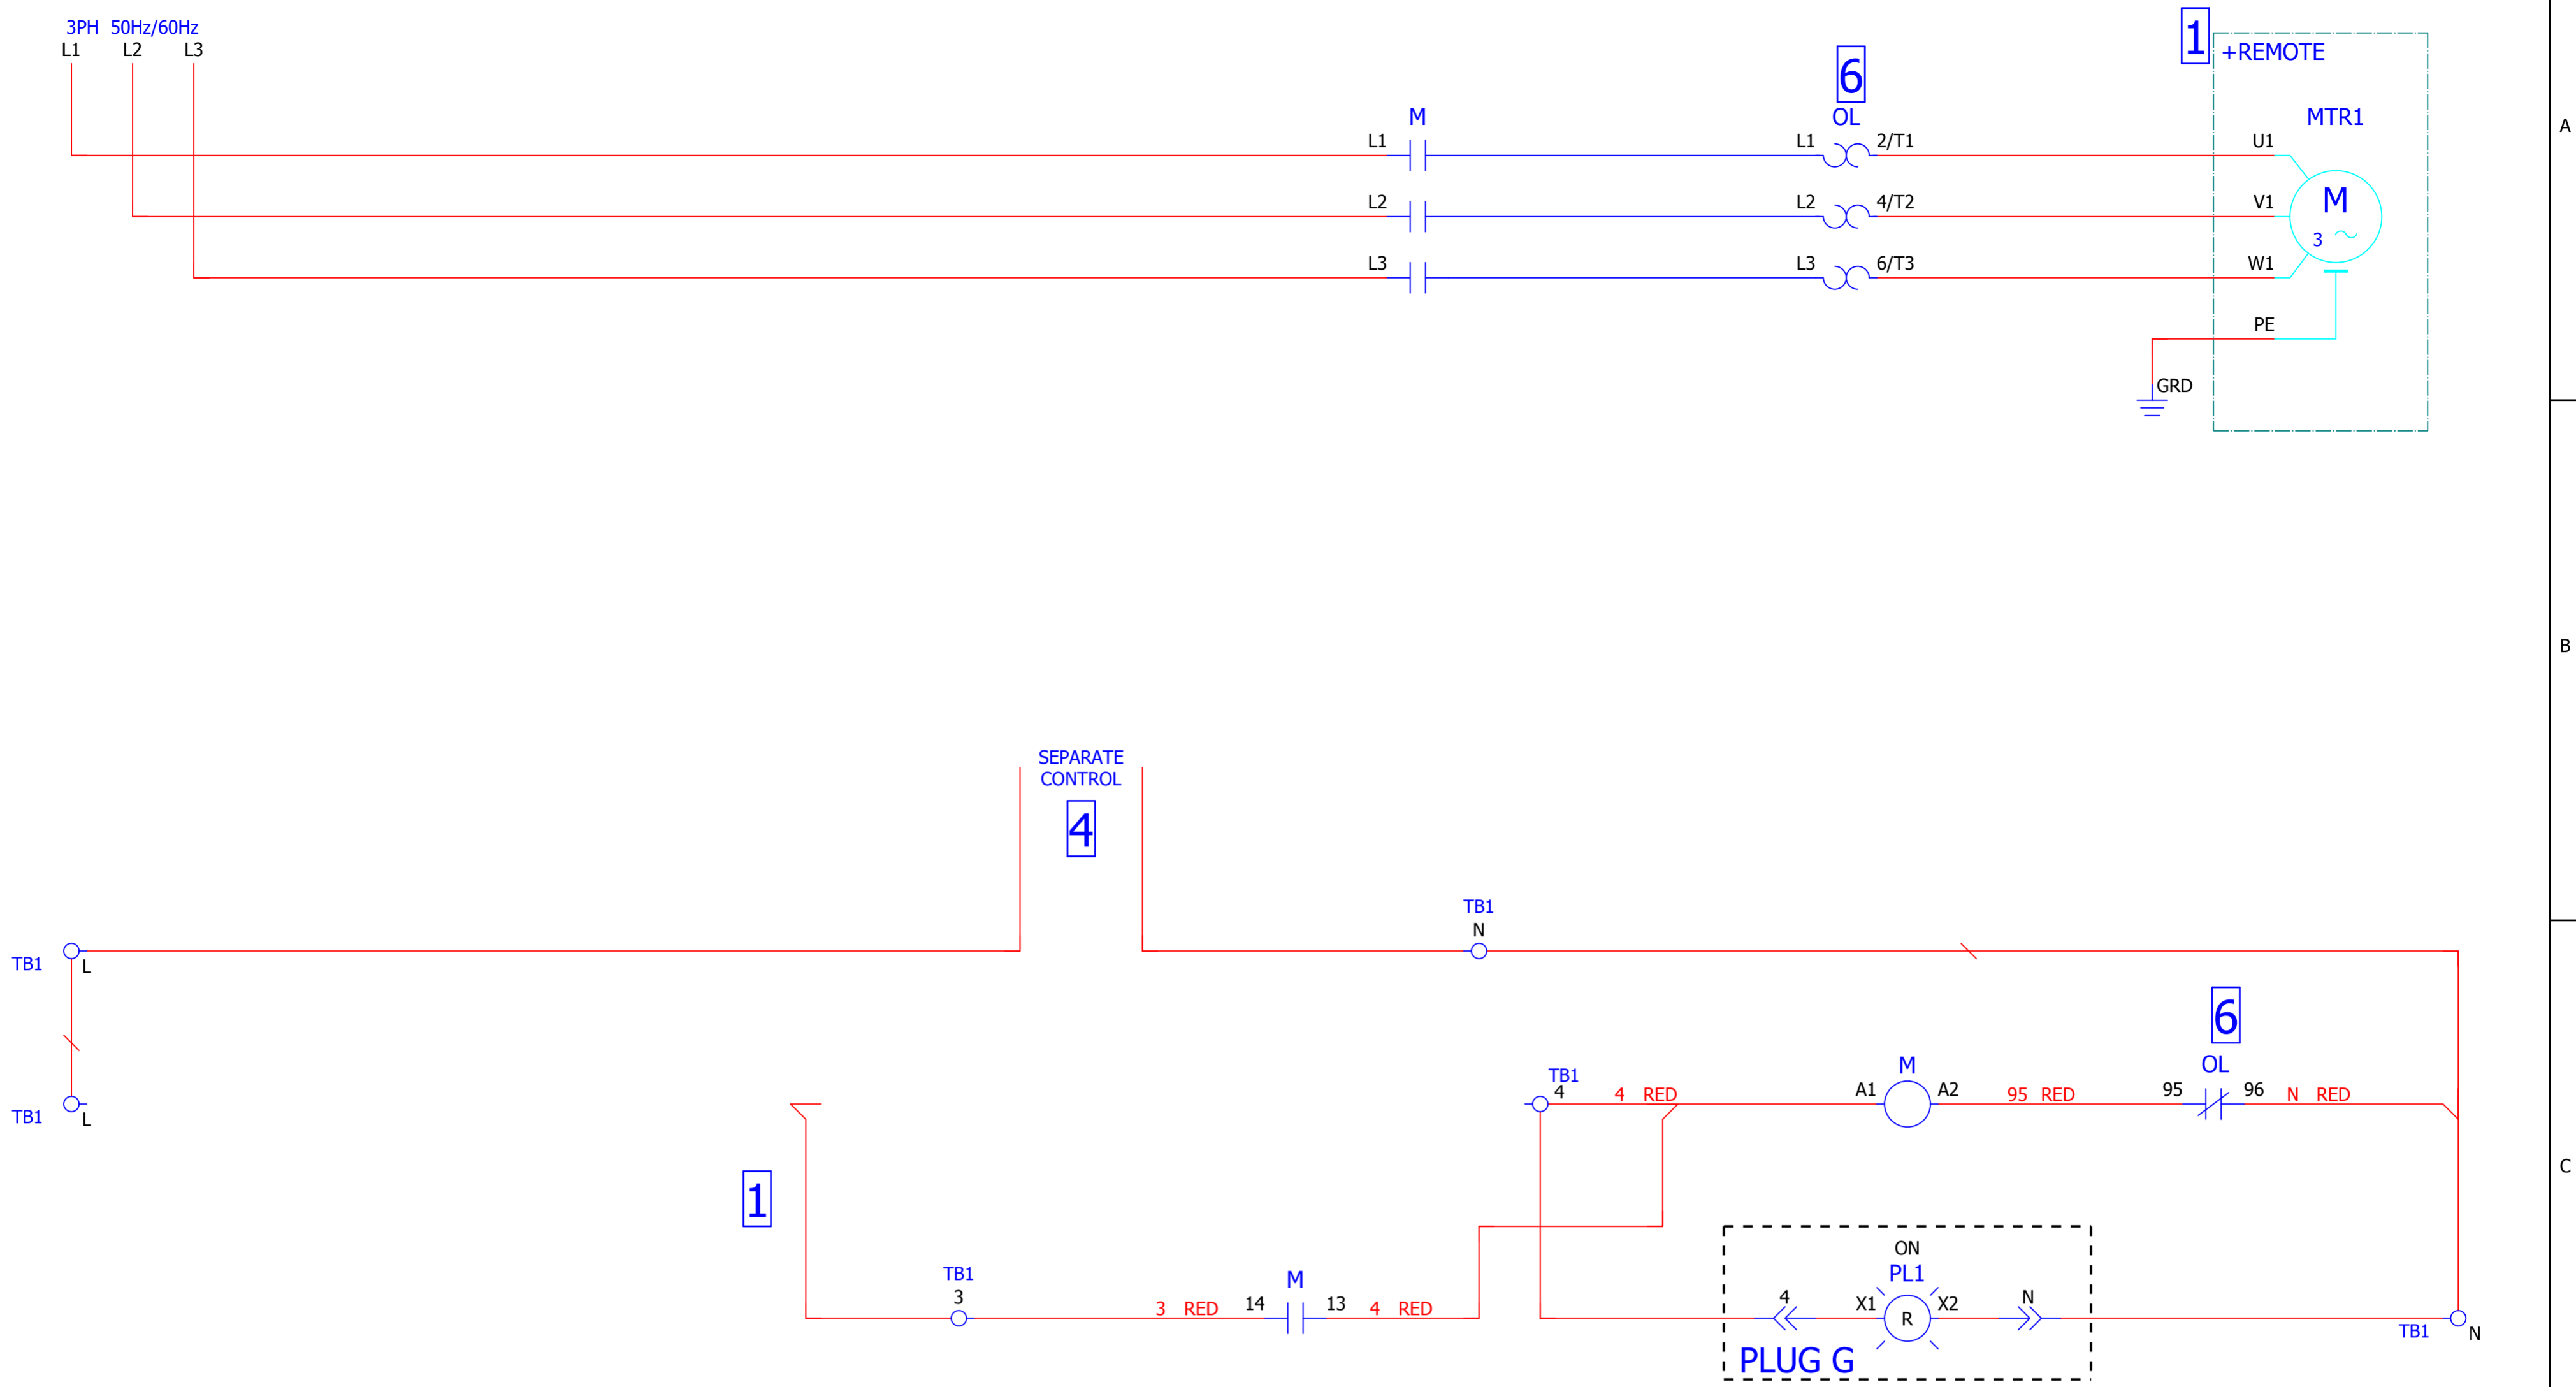 3PH 50Hz/60Hz
L1 L2 L3
1
+REMOTE
6
M
OL
MTR1
A
L1
L1
2/T1
U1
L2
L2
4/T2
V1
M
3
L3
L3
6/T3
W1
PE
GRD
B
SEPARATE
CONTROL
4
TB1
N
TB1
L
6
OL
TB1
L
TB1
4
4 RED
M
A1
A2
95 RED
95
96
N RED
C
1
TB1
3
3 RED
M
14
13
4 RED
ON
PL1
4
X1
R
X2
N
PLUG G
TB1
N